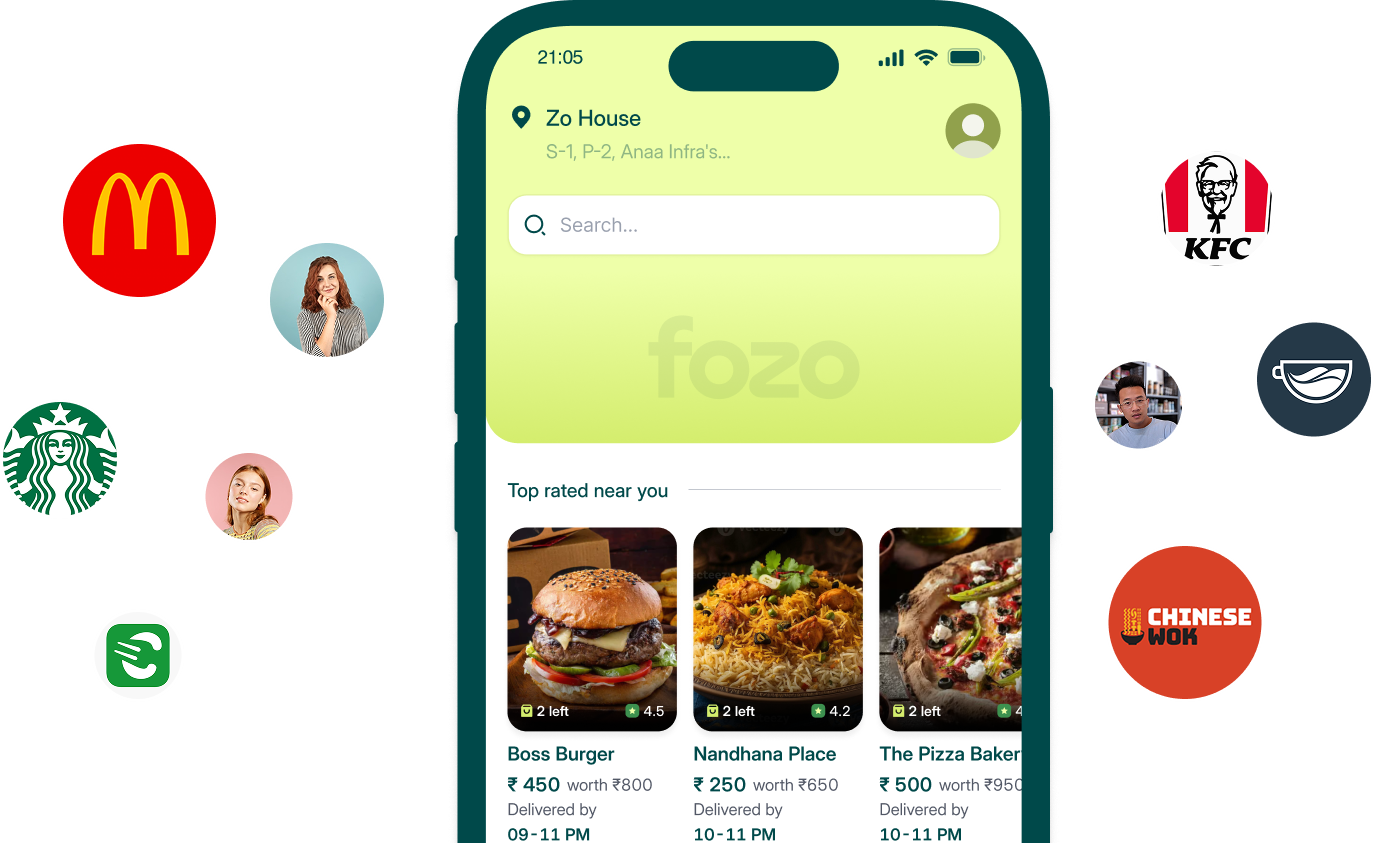 21:05
Zo House
S-1, P-2, Anaa Infra's...
Search...
fozo
KFC
CHINESE
WOK
Top rated near you
2 left 4.5
2 left 4.2
2 left 4
Boss Burger
Nandhana Place
The Pizza Baker
₹ 450 worth ₹800
₹ 250 worth ₹650
₹ 500 worth ₹950
Delivered by
Delivered by
Delivered by
09-11 PM
10-11 PM
10-11 PM